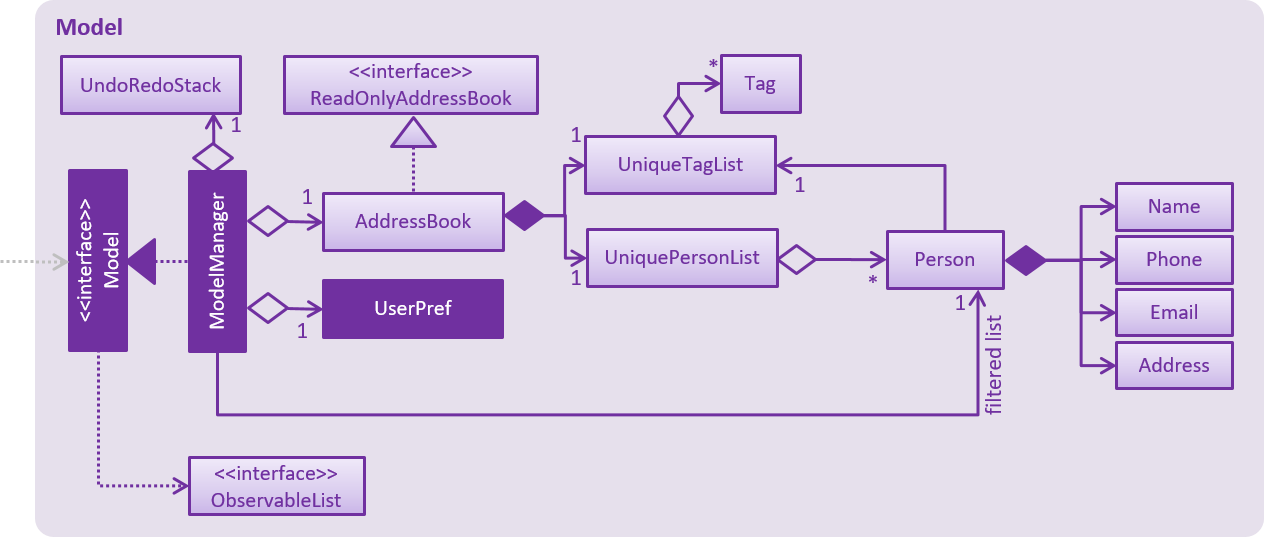 Model
UndoRedoStack
1
<<interface>>
ReadOnlyAddressBook
*
Tag
<<interface>>
Model
ModelManager
1
AddressBook
1
UniqueTagList
1
1
UniquePersonList
*
Person
Name
Phone
Email
Address
1
UserPref
1
filtered list
<<interface>>
ObservableList